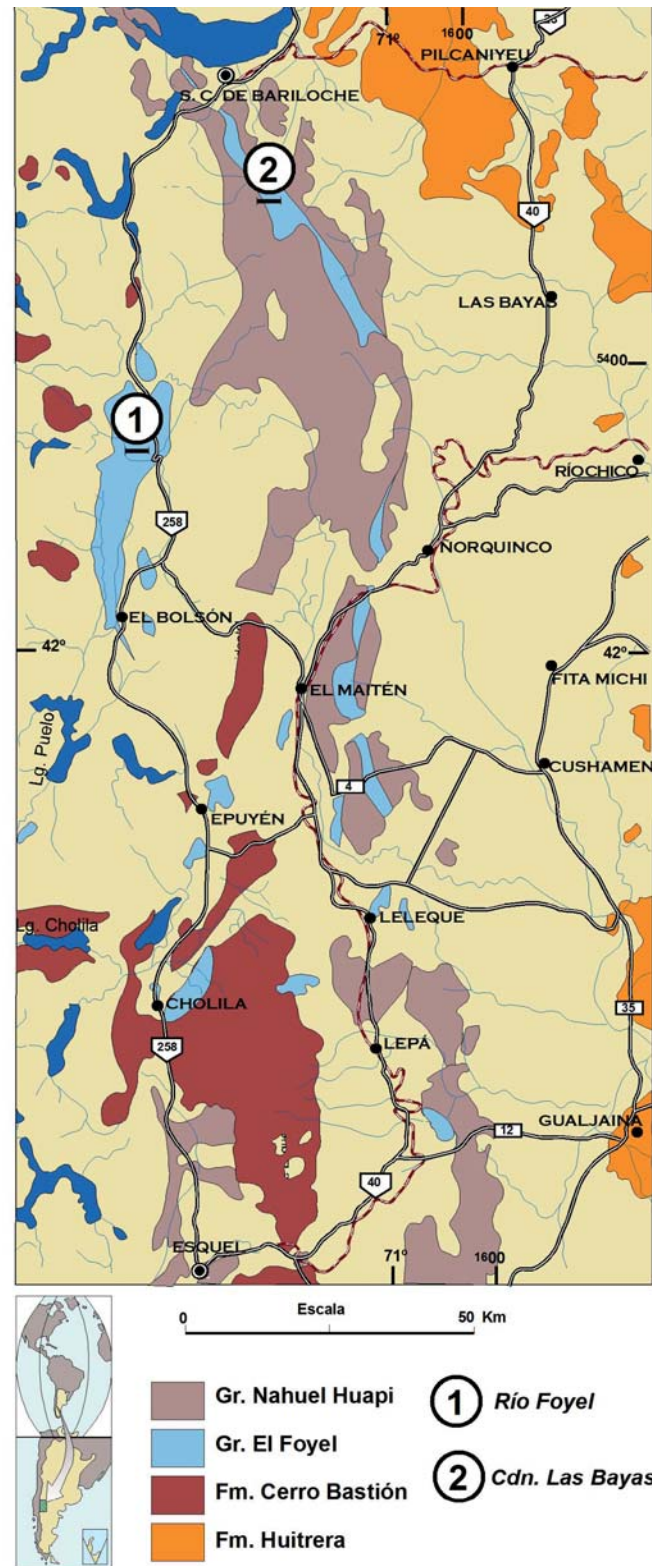 71º
1600
23
PILCANIYEU
S. C. DE BARILOCHE
2
40
LAS BAYAS
5400
1
RÍO CHICO
258
ÑORQUINCO
EL BOLSÓN
42º
42º
FITA MICHI
EL MAITÉN
Lg. Puelo
CUSHAMEN
4
EPUYÉN
LELEQUE
Lg. Cholila
CHOLILA
35
258
LEPÁ
12
GUALJAINA
40
ESQUEL
71º
1600
Escala
0
50 Km
Gr. Nahuel Huapi
1
Río Foyel
Gr. El Foyel
Fm. Cerro Bastión
2
Cdn. Las Bayas
Fm. Huitrera